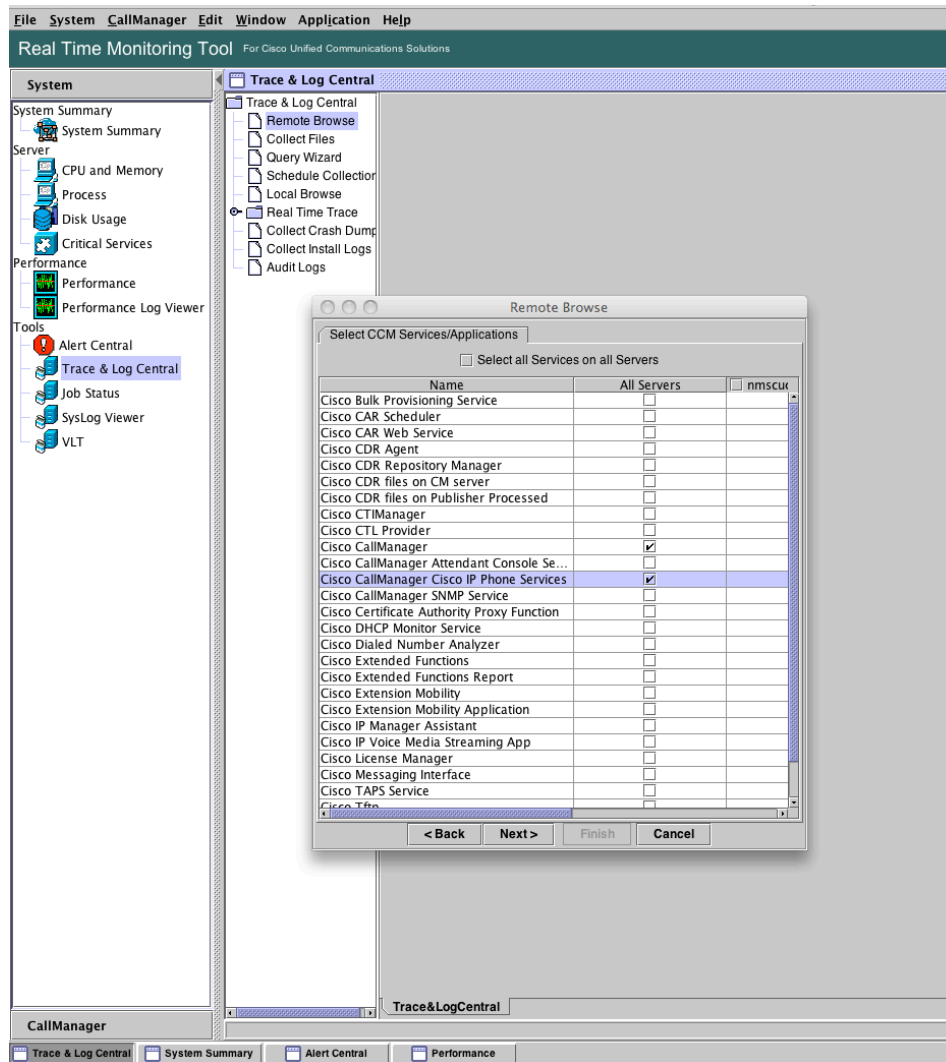 File System CallManager Edit Window Application Help
Real Time Monitoring Tool For Cisco Unified Communications Solutions
System
System Summary
System Summary
Server
CPU and Memory
Process
Disk Usage
Critical Services
Performance
Performance
Performance Log Viewer
Tools
Alert Central
Trace & Log Central
Job Status
SysLog Viewer
VLT
CallManager
Trace & Log Central
Trace & Log Central
Remote Browse
Collect Files
Query Wizard
Schedule Collection
Local Browse
Real Time Trace
Collect Crash Dump
Collect Install Logs
Audit Logs
Remote Browse
Select CCM Services/Applications
Select all Services on all Servers
Name All Servers nmscuc
Cisco Bulk Provisioning Service
Cisco CAR Scheduler
Cisco CAR Web Service
Cisco CDR Agent
Cisco CDR Repository Manager
Cisco CDR files on CM server
Cisco CDR files on Publisher Processed
Cisco CTIManager
Cisco CTL Provider
Cisco CallManager
Cisco CallManager Attendant Console Se...
Cisco CallManager Cisco IP Phone Services
Cisco CallManager SNMP Service
Cisco Certificate Authority Proxy Function
Cisco DHCP Monitor Service
Cisco Dialed Number Analyzer
Cisco Extended Functions
Cisco Extended Functions Report
Cisco Extension Mobility
Cisco Extension Mobility Application
Cisco IP Manager Assistant
Cisco IP Voice Media Streaming App
Cisco License Manager
Cisco Messaging Interface
Cisco TAPS Service
Cisco Tftp
< Back Next > Finish Cancel
Trace&LogCentral
Trace & Log Central System Summary Alert Central Performance